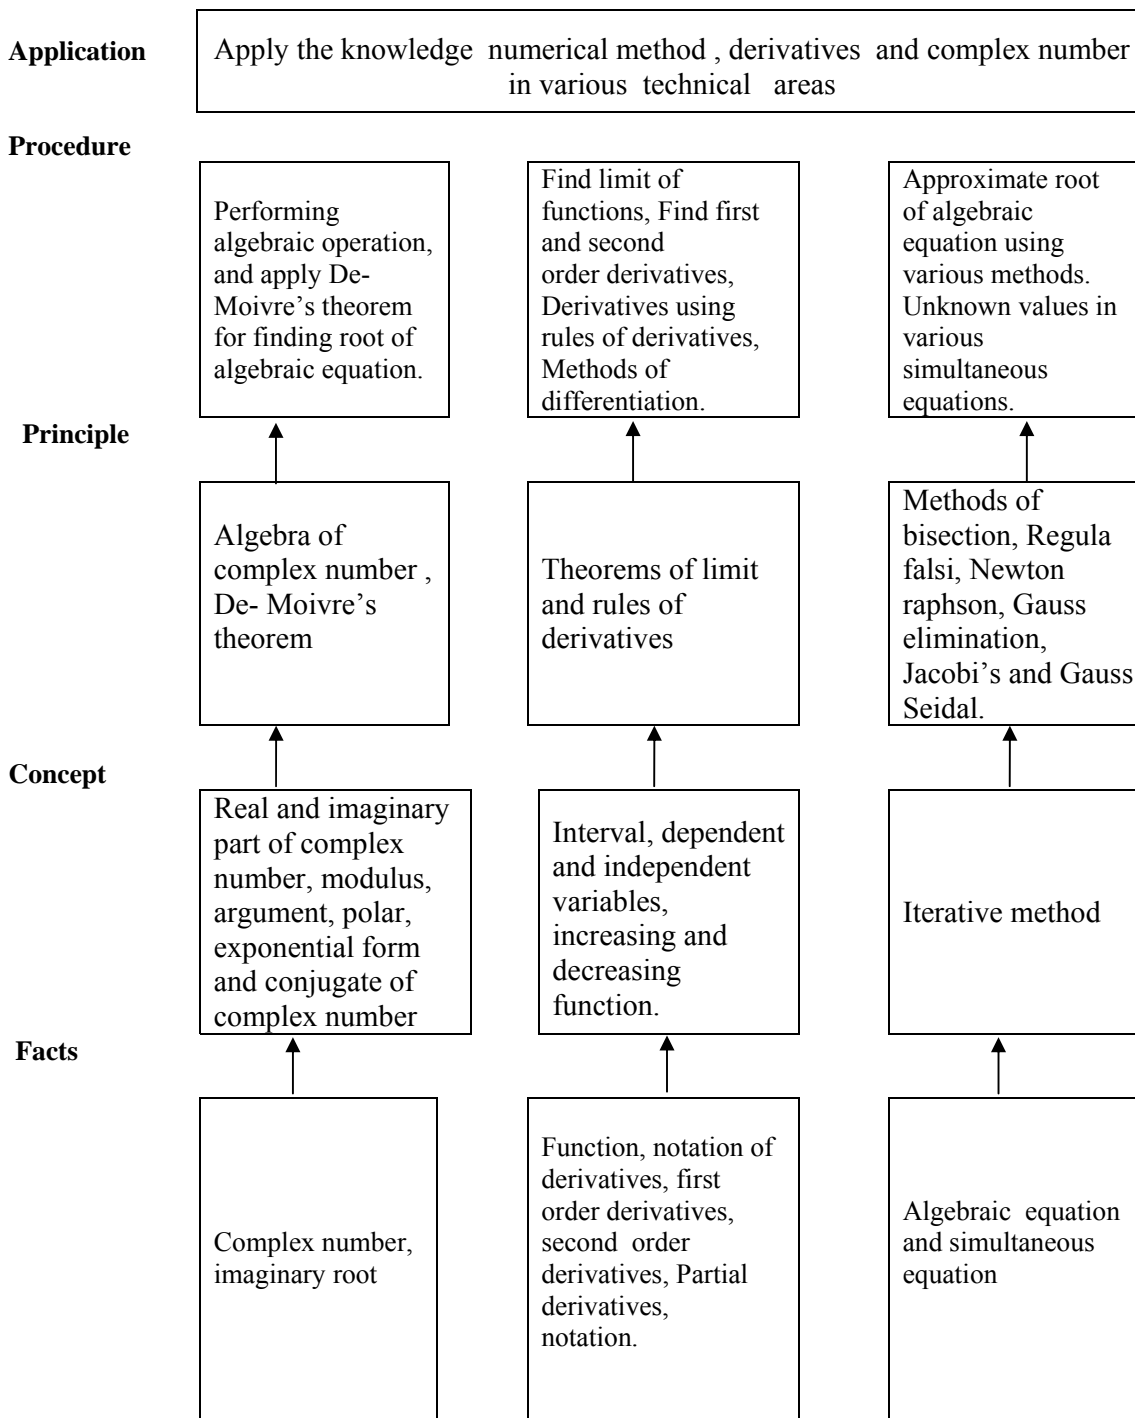 Application
Apply the knowledge numerical method , derivatives and complex number
in various technical areas
Procedure
Performing
algebraic operation,
and apply De-
Moivre's theorem
for finding root of
algebraic equation.
Find limit of
functions, Find first
and second
order derivatives,
Derivatives using
rules of derivatives,
Methods of
differentiation.
Approximate root
of algebraic
equation using
various methods.
Unknown values in
various
simultaneous
equations.
Principle
Algebra of
complex number ,
De- Moivre's
theorem
Theorems of limit
and rules of
derivatives
Methods of
bisection, Regula
falsi, Newton
raphson, Gauss
elimination,
Jacobi's and Gauss
Seidal.
Concept
Real and imaginary
part of complex
number, modulus,
argument, polar,
exponential form
and conjugate of
complex number
Interval, dependent
and independent
variables,
increasing and
decreasing
function.
Iterative method
Facts
Complex number,
imaginary root
Function, notation of
derivatives, first
order derivatives,
second order
derivatives, Partial
derivatives,
notation.
Algebraic equation
and simultaneous
equation